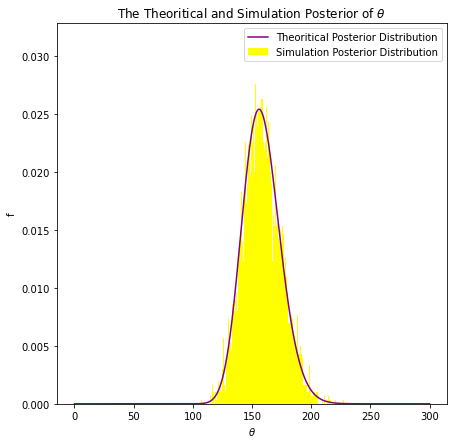 The Theoritical and Simulation Posterior of θ
Theoritical Posterior Distribution
Simulation Posterior Distribution
0.030
0.025
0.020
0.015
0.010
0.005
0.000
f
0 50 100 150 200 250 300
θ